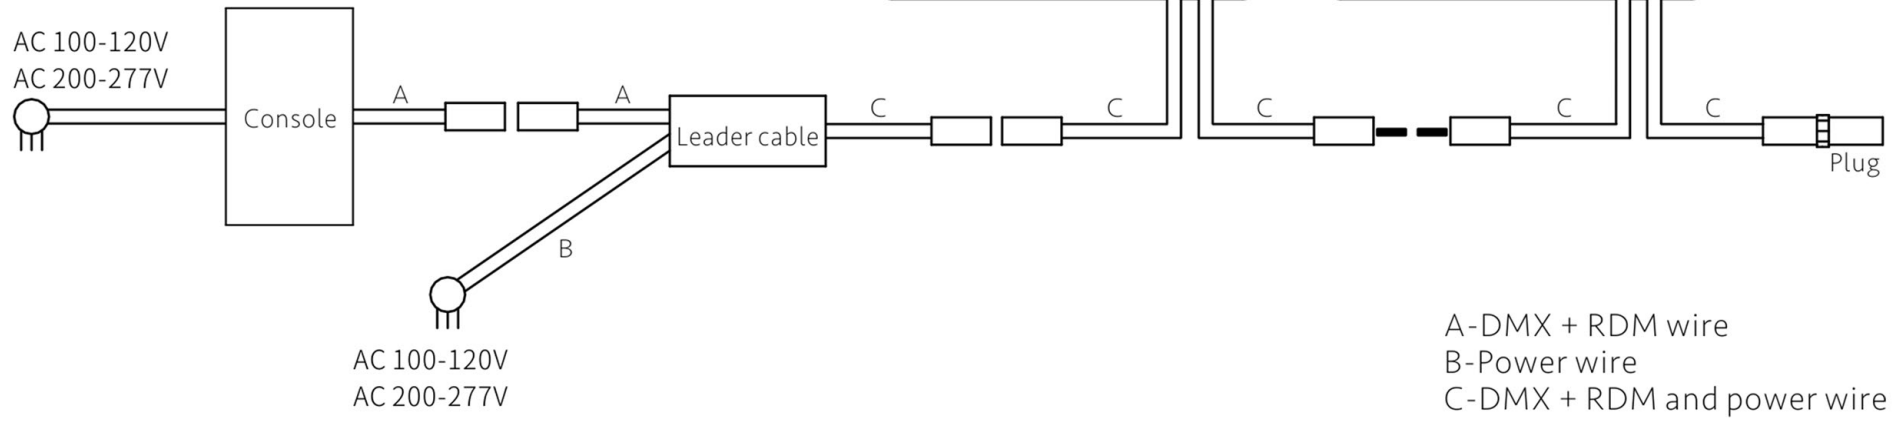 AC 100-120V
AC 200-277V
Console
A
A
Leader cable
C
C
C
C
C
Plug
B
AC 100-120V
AC 200-277V
A-DMX + RDM wire
B-Power wire
C-DMX + RDM and power wire